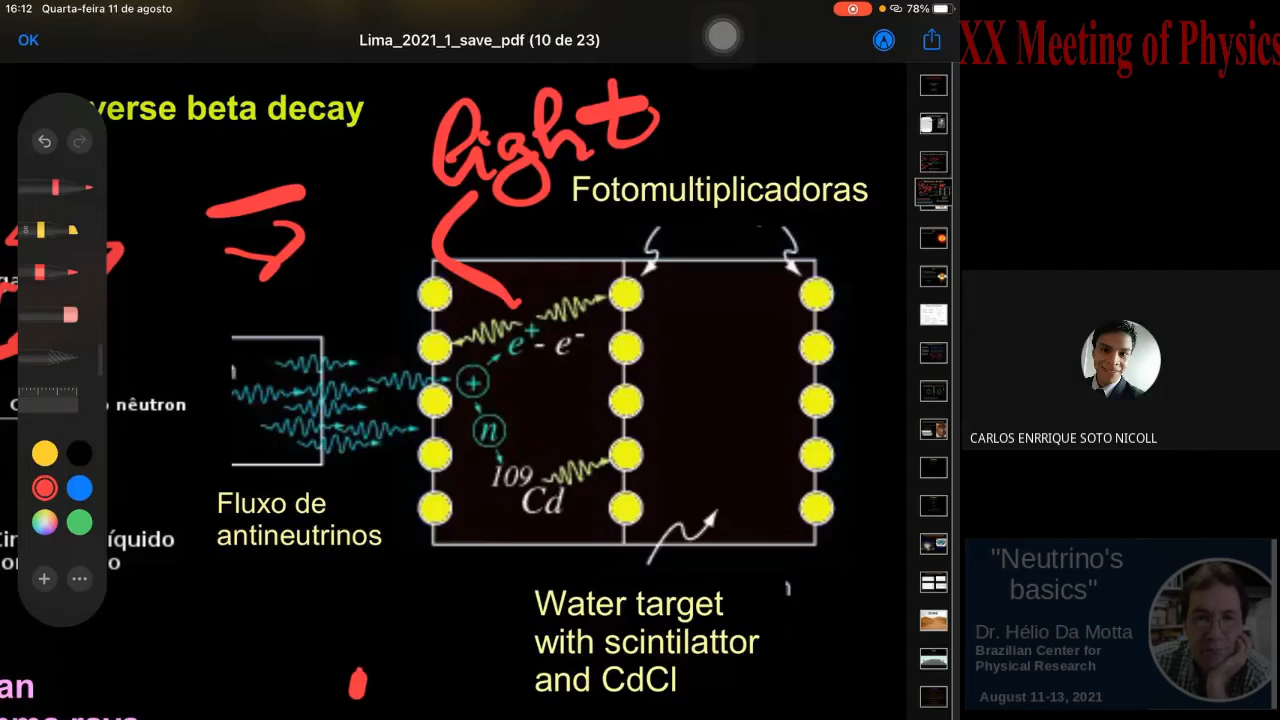 16:12 Quarta-feira 11 de agosto
78%
OK
Lima_2021_1_save_pdf (10 de 23)
XX Meeting of Physics
verse beta decay
light
Fotomultiplicadoras
e+ - e-
+
n
109
Cd
nêutron
Fluxo de
antineutrinos
íquido
o
Water target
with scintilattor
and CdCl
an
CARLOS ENRRIQUE SOTO NICOLL
"Neutrino's
basics"
Dr. Hélio Da Motta
Brazilian Center for
Physical Research
August 11-13, 2021